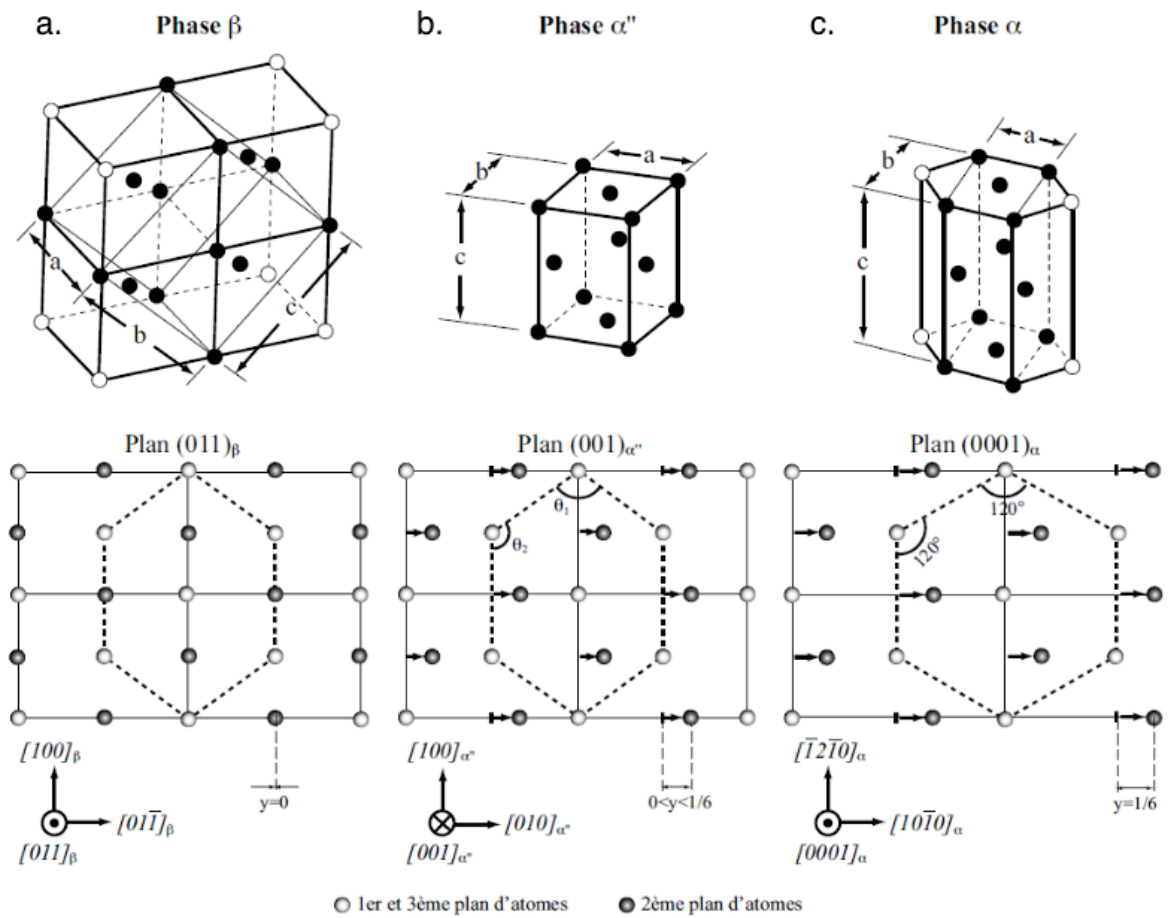 a. Phase β
b. Phase α"
c. Phase α
a
b
c
a
b
c
a
b
c
Plan (011)β
Plan (001)α"
Plan (0001)α
θ₁
θ₂
120°
120°
[100]β
[011̄]β
[011]β
y=0
[100]α"
[010]α"
[001]α"
0<y<1/6
[1̄21̄0]α
[101̄0]α
[0001]α
y=1/6
1er et 3ème plan d'atomes
2ème plan d'atomes